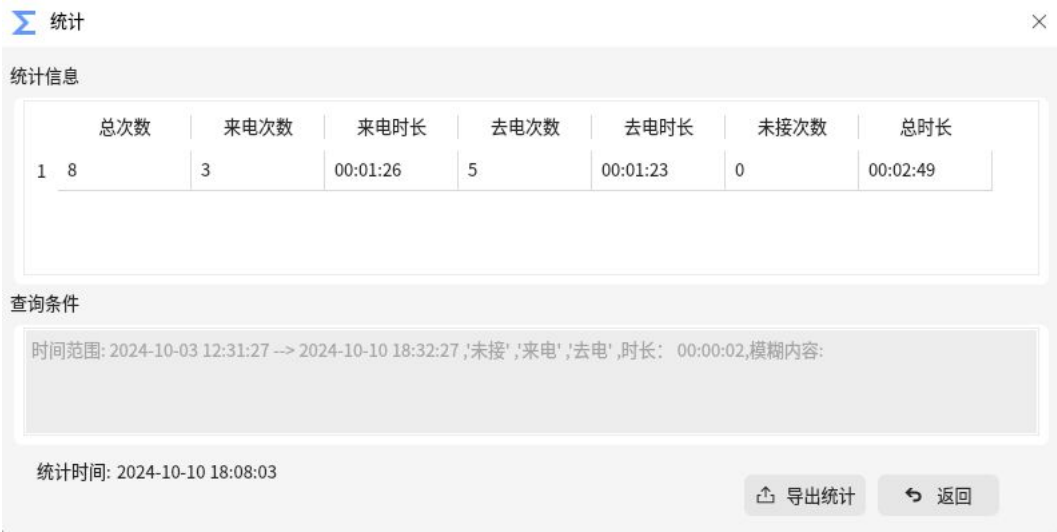 统计
统计信息
总次数 来电次数 来电时长 去电次数 去电时长 未接次数 总时长
1 8 3 00:01:26 5 00:01:23 0 00:02:49
查询条件
时间范围: 2024-10-03 12:31:27 --> 2024-10-10 18:32:27 ,'未接' ,'来电' ,'去电' ,时长： 00:00:02,模糊内容:
统计时间: 2024-10-10 18:08:03
导出统计 返回